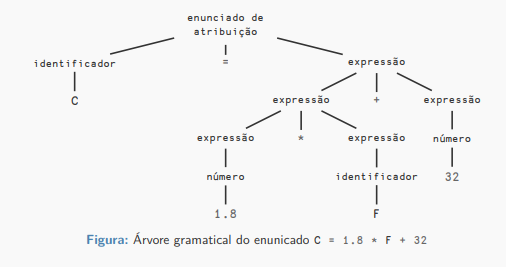 enunciado de
atribuição
identificador = expressão
C expressão + expressão
expressão * expressão número
número identificador 32
1.8 F
Figura: Árvore gramatical do enunicado C = 1.8 * F + 32